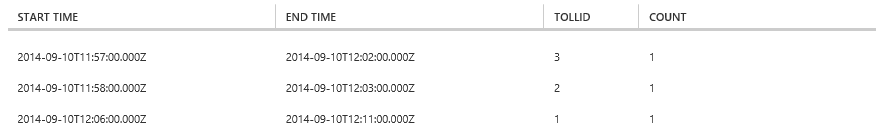 START TIME END TIME TOLLID COUNT
2014-09-10T11:57:00.000Z 2014-09-10T12:02:00.000Z 3 1
2014-09-10T11:58:00.000Z 2014-09-10T12:03:00.000Z 2 1
2014-09-10T12:06:00.000Z 2014-09-10T12:11:00.000Z 1 1